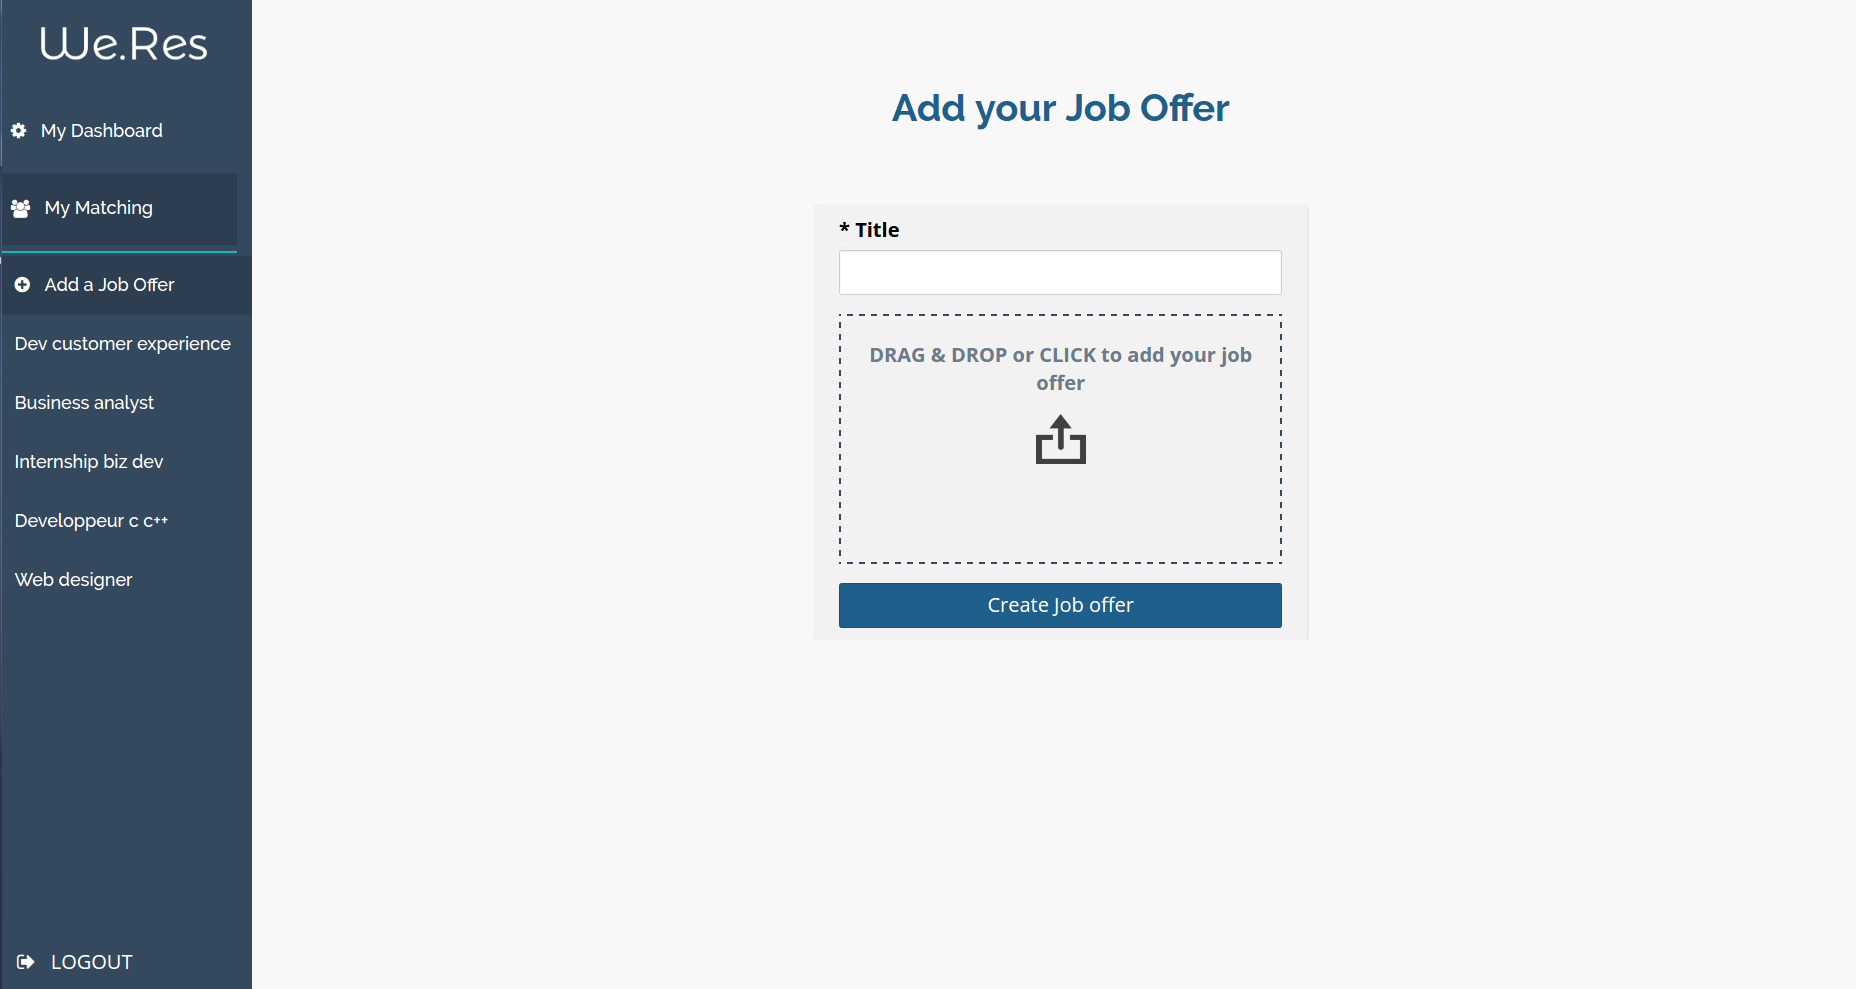 We.Res
My Dashboard
My Matching
Add a Job Offer
Dev customer experience
Business analyst
Internship biz dev
Developpeur c c++
Web designer
LOGOUT
Add your Job Offer
* Title
DRAG & DROP or CLICK to add your job
offer
Create Job offer